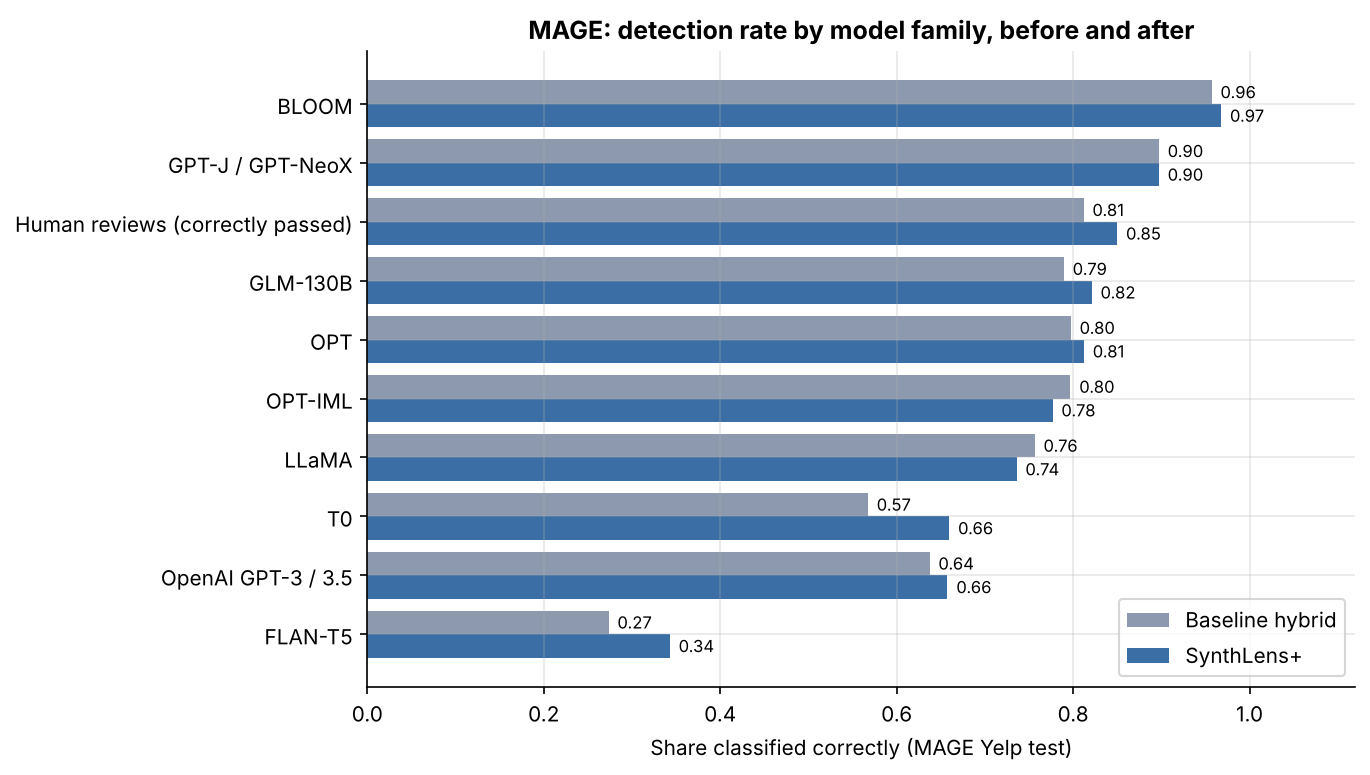 MAGE: detection rate by model family, before and after
BLOOM
0.96
0.97
GPT-J / GPT-NeoX
0.90
0.90
Human reviews (correctly passed)
0.81
0.85
GLM-130B
0.79
0.82
OPT
0.80
0.81
OPT-IML
0.80
0.78
LLaMA
0.76
0.74
T0
0.57
0.66
OpenAI GPT-3 / 3.5
0.64
0.66
FLAN-T5
0.27
0.34
Baseline hybrid
SynthLens+
0.0 0.2 0.4 0.6 0.8 1.0
Share classified correctly (MAGE Yelp test)